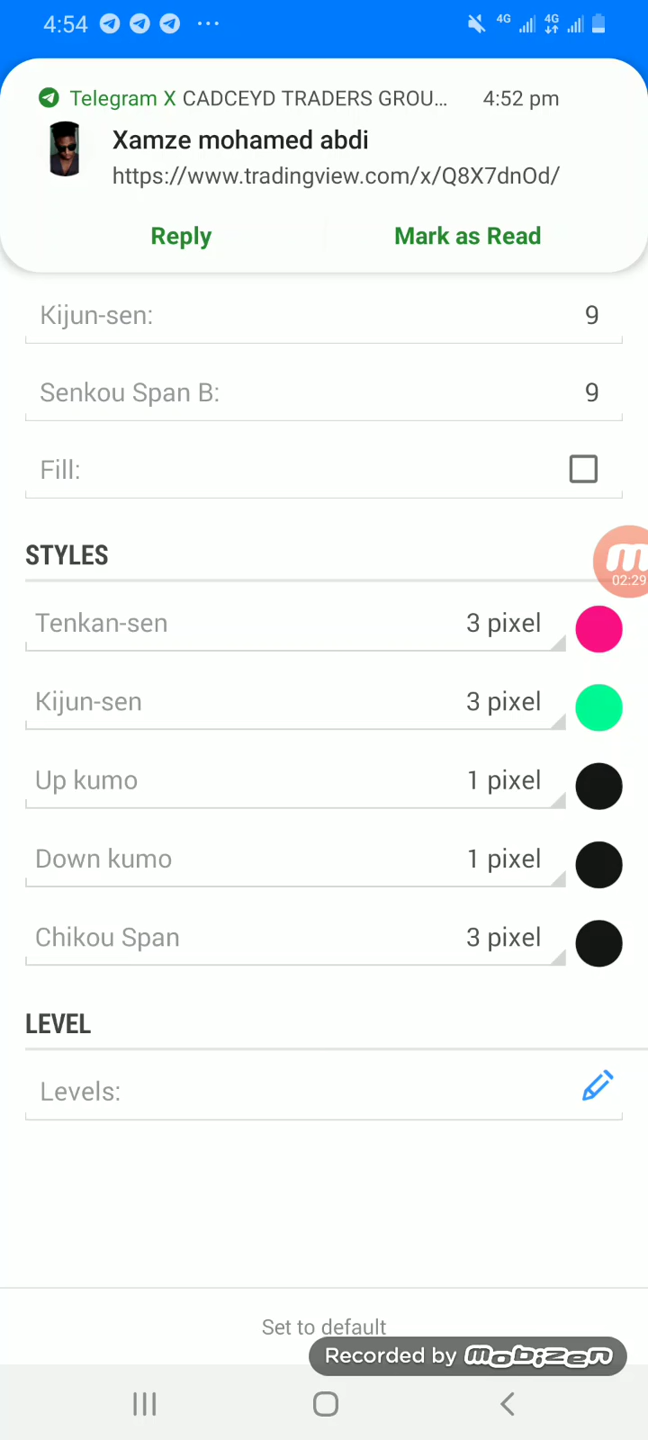 4:54
4G 4G
Telegram X CADCEYD TRADERS GROU... 4:52 pm
Xamze mohamed abdi
https://www.tradingview.com/x/Q8X7dnOd/
Reply Mark as Read
Kijun-sen: 9
Senkou Span B: 9
Fill:
STYLES
02:29
Tenkan-sen 3 pixel
Kijun-sen 3 pixel
Up kumo 1 pixel
Down kumo 1 pixel
Chikou Span 3 pixel
LEVEL
Levels:
Set to default
Recorded by mobizen